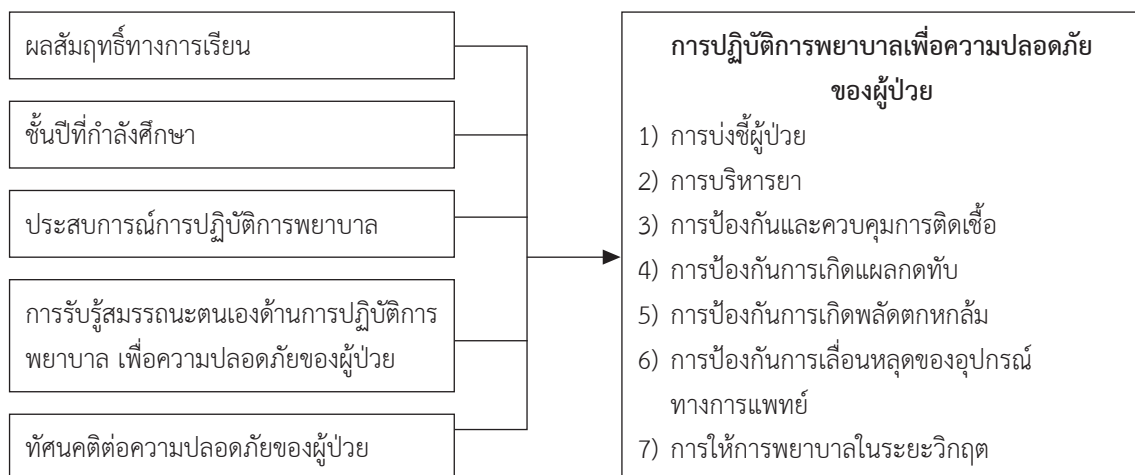 ผลสัมฤทธิ์ทางการเรียน
ชั้นปีที่กำลังศึกษา
ประสบการณ์การปฏิบัติการพยาบาล
การรับรู้สมรรถนะตนเองด้านการปฏิบัติการ
พยาบาล เพื่อความปลอดภัยของผู้ป่วย
ทัศนคติต่อความปลอดภัยของผู้ป่วย
การปฏิบัติการพยาบาลเพื่อความปลอดภัย
ของผู้ป่วย
1) การบ่งชี้ผู้ป่วย
2) การบริหารยา
3) การป้องกันและควบคุมการติดเชื้อ
4) การป้องกันการเกิดแผลกดทับ
5) การป้องกันการเกิดพลัดตกหกล้ม
6) การป้องกันการเลื่อนหลุดของอุปกรณ์
ทางการแพทย์
7) การให้การพยาบาลในระยะวิกฤต